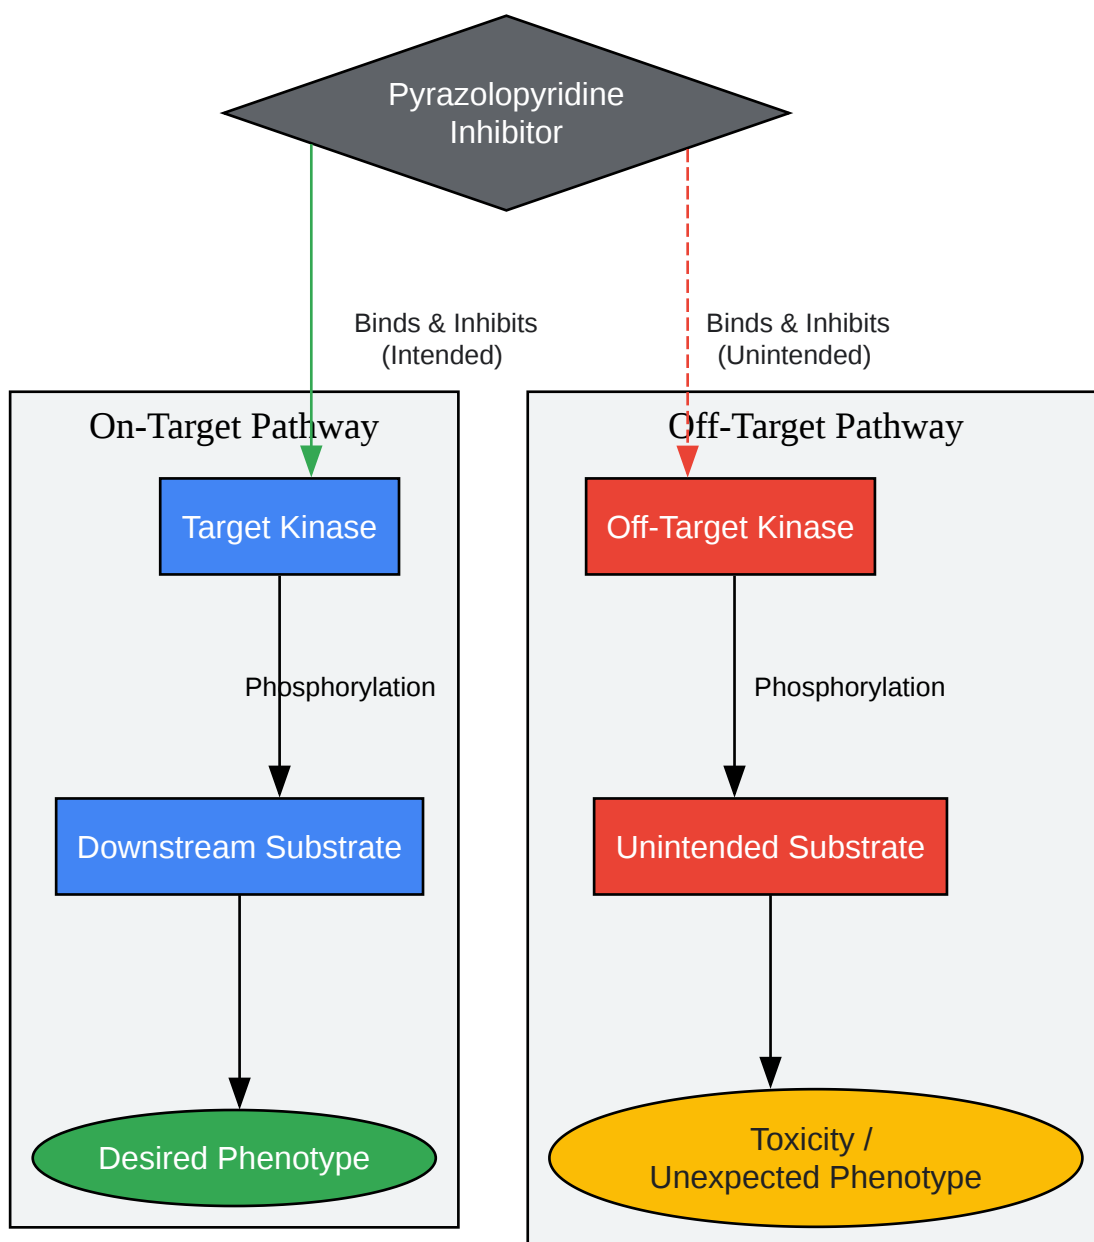 Pyrazolopyridine
Inhibitor
Binds & Inhibits
(Intended)
Binds & Inhibits
(Unintended)
On-Target Pathway
Off-Target Pathway
Target Kinase
Off-Target Kinase
Phosphorylation
Phosphorylation
Downstream Substrate
Unintended Substrate
Desired Phenotype
Toxicity /
Unexpected Phenotype